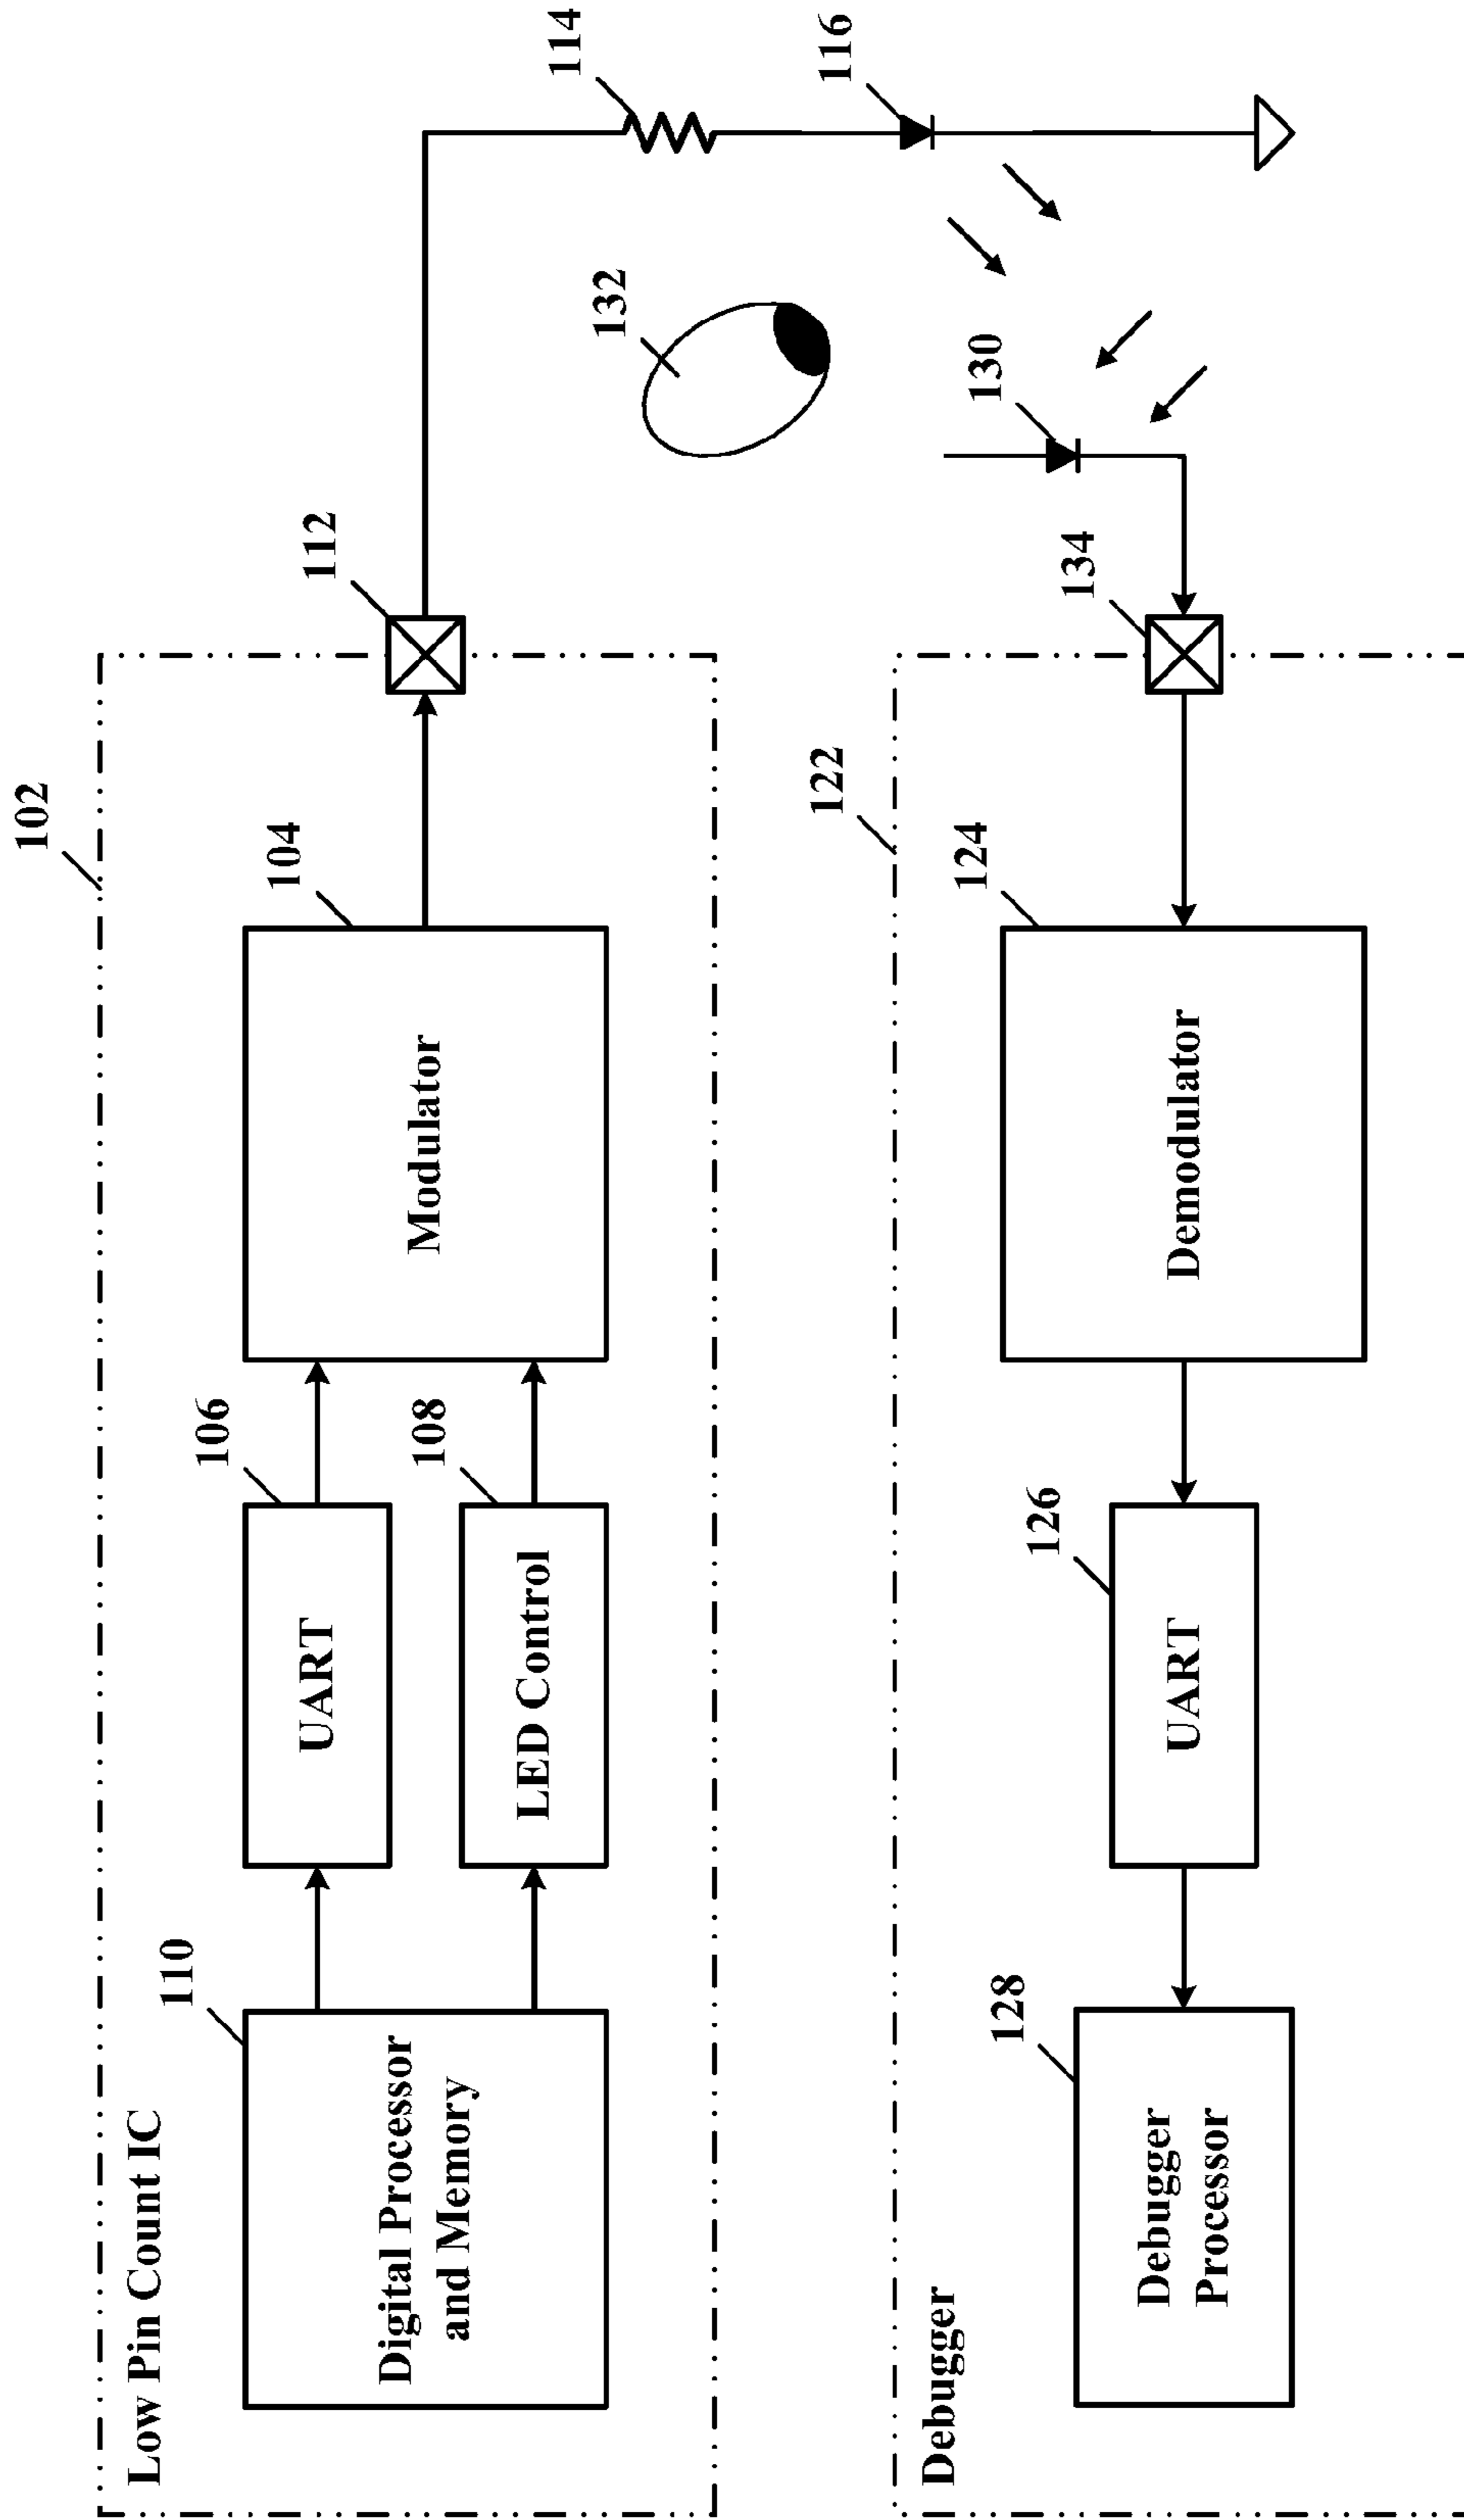 Low Pin Count IC
102
110
Digital Processor
and Memory
106
UART
108
LED Control
104
Modulator
112
114
116
132
130
Debugger
122
128
Debugger
Processor
126
UART
124
Demodulator
134